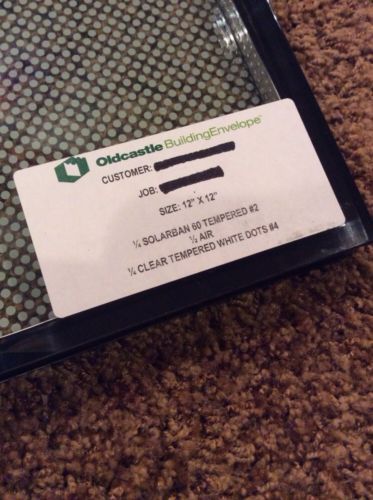 Oldcastle BuildingEnvelope™
CUSTOMER:
JOB:
SIZE: 12" X 12"
¼ SOLARBAN 60 TEMPERED #2
½ AIR
¼ CLEAR TEMPERED WHITE DOTS #4